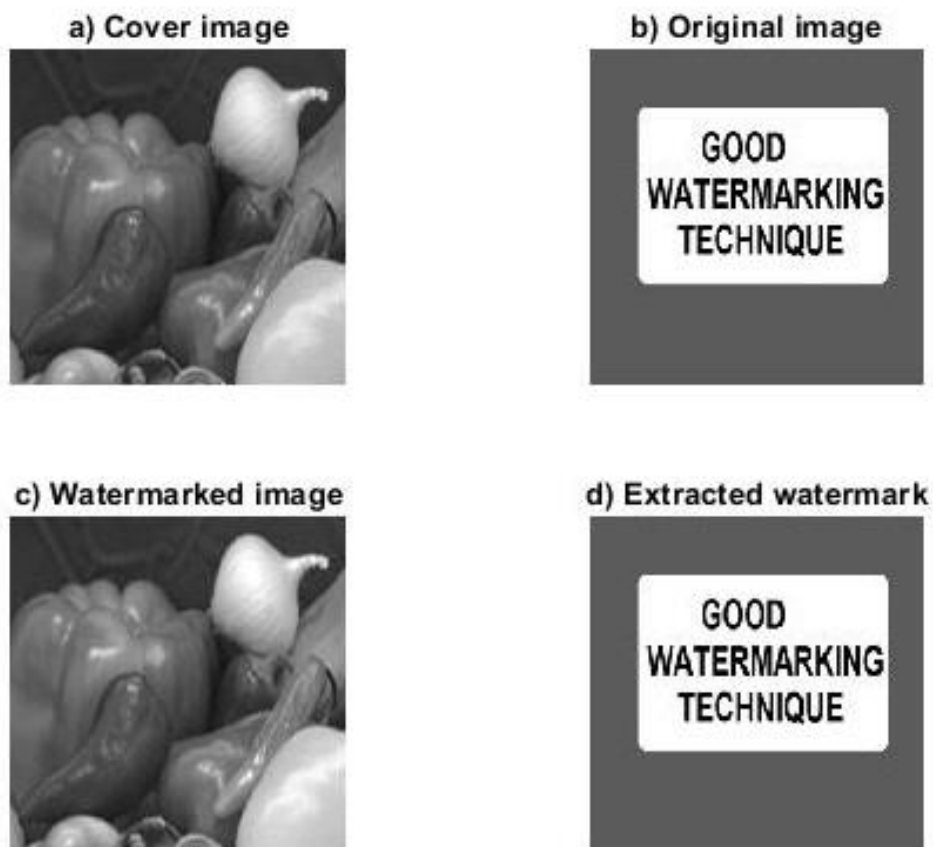 a) Cover image
b) Original image
GOOD
WATERMARKING
TECHNIQUE
c) Watermarked image
d) Extracted watermark
GOOD
WATERMARKING
TECHNIQUE